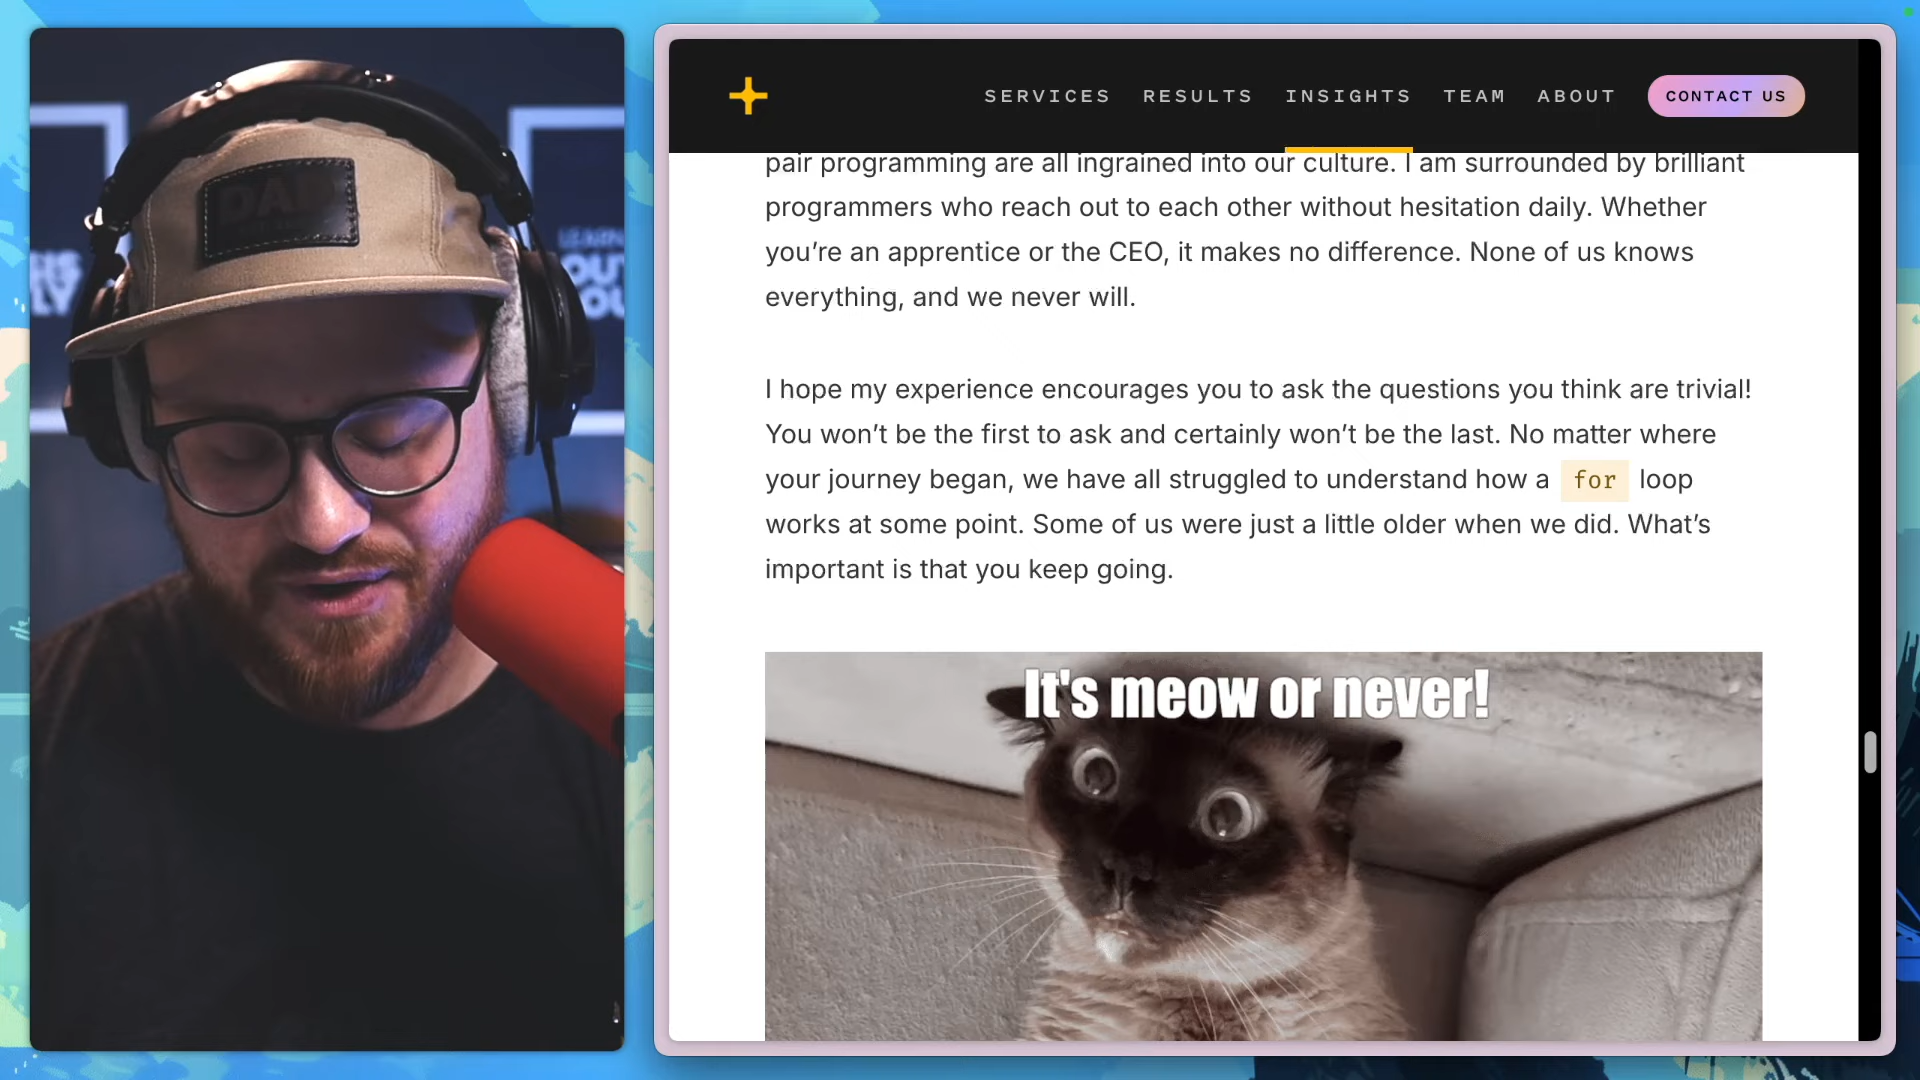 DAD
SERVICES RESULTS INSIGHTS TEAM ABOUT CONTACT US
pair programming are all ingrained into our culture. I am surrounded by brilliant
programmers who reach out to each other without hesitation daily. Whether
you’re an apprentice or the CEO, it makes no difference. None of us knows
everything, and we never will.
I hope my experience encourages you to ask the questions you think are trivial!
You won’t be the first to ask and certainly won’t be the last. No matter where
your journey began, we have all struggled to understand how a for loop
works at some point. Some of us were just a little older when we did. What’s
important is that you keep going.
It's meow or never!